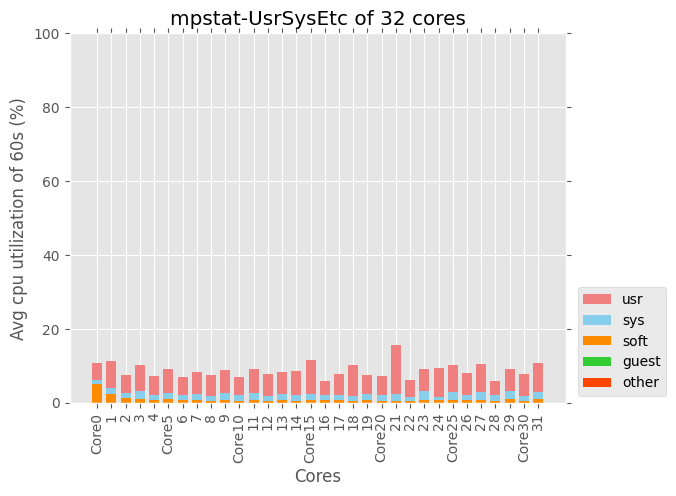 mpstat-UsrSysEtc of 32 cores
Avg cpu utilization of 60s (%)
100
80
60
40
20
0
Core0
1
2
3
4
Core5
6
7
8
9
Core10
11
12
13
14
Core15
16
17
18
19
Core20
21
22
23
24
Core25
26
27
28
29
Core30
31
Cores
usr
sys
soft
guest
other